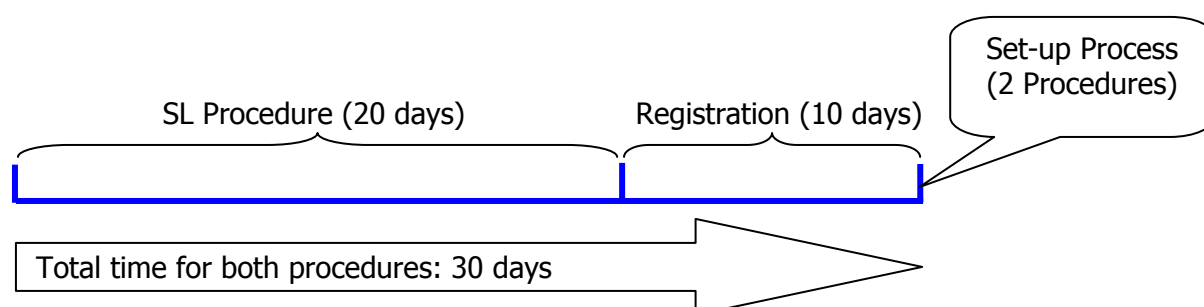 Set-up Process
(2 Procedures)
SL Procedure (20 days)
Registration (10 days)
Total time for both procedures: 30 days